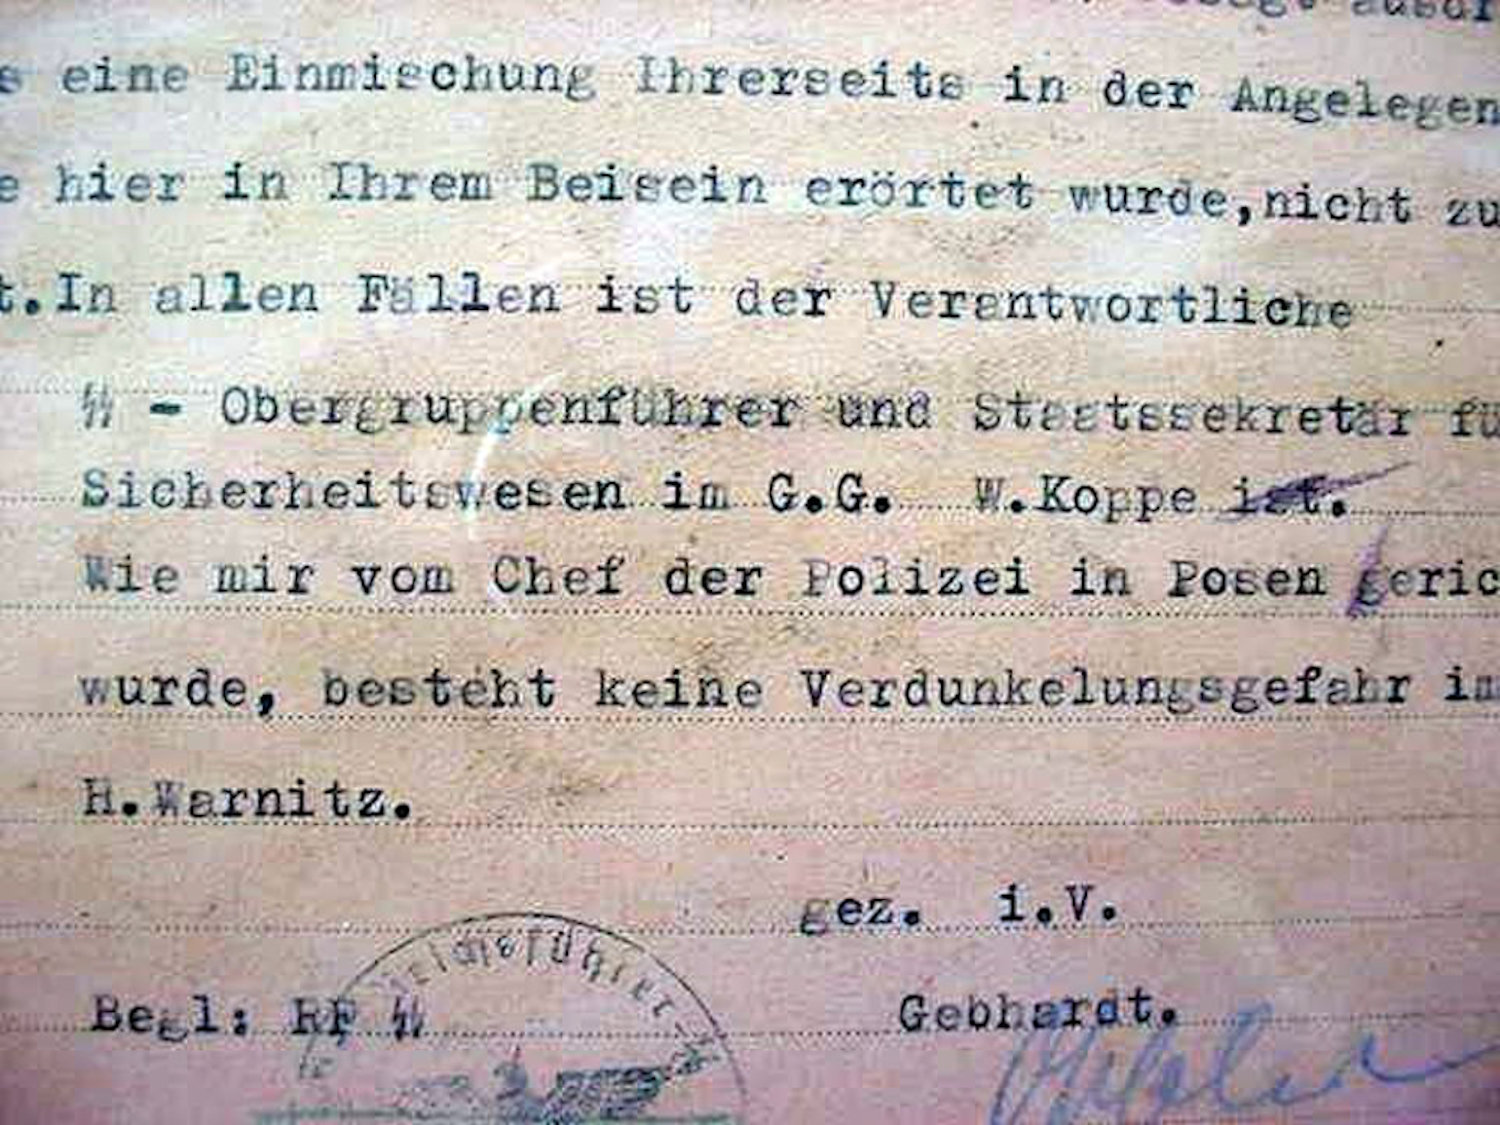 eine Einmischung Ihrerseits in der Angelegen
e hier in Ihrem Beisein erörtet wurde,nicht zu
t.In allen Fällen ist der Verantwortliche
ᛋᛋ - Obergruppenführer und Staatssekretär fü
Sicherheitswesen im G.G. W.Koppe ist.
Wie mir vom Chef der Polizei in Posen geric
wurde, besteht keine Verdunkelungsgefahr im
H.Warnitz.
gez. i.V.
Begl: RF ᛋᛋ
Gebhardt.